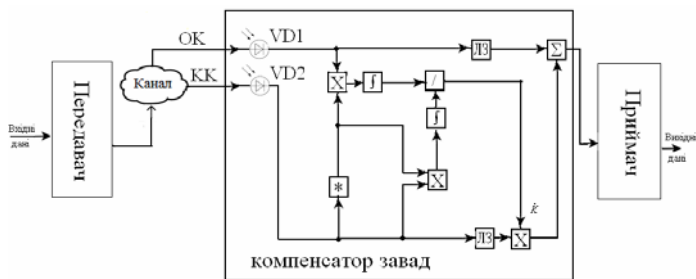 ОК
VD1
КК
VD2
Канал
Передавач
Вхідні
дані
ЛЗ
Σ
X
∫
/
∫
X
*
k̇
ЛЗ
X
компенсатор завад
Приймач
Вихідні
дані